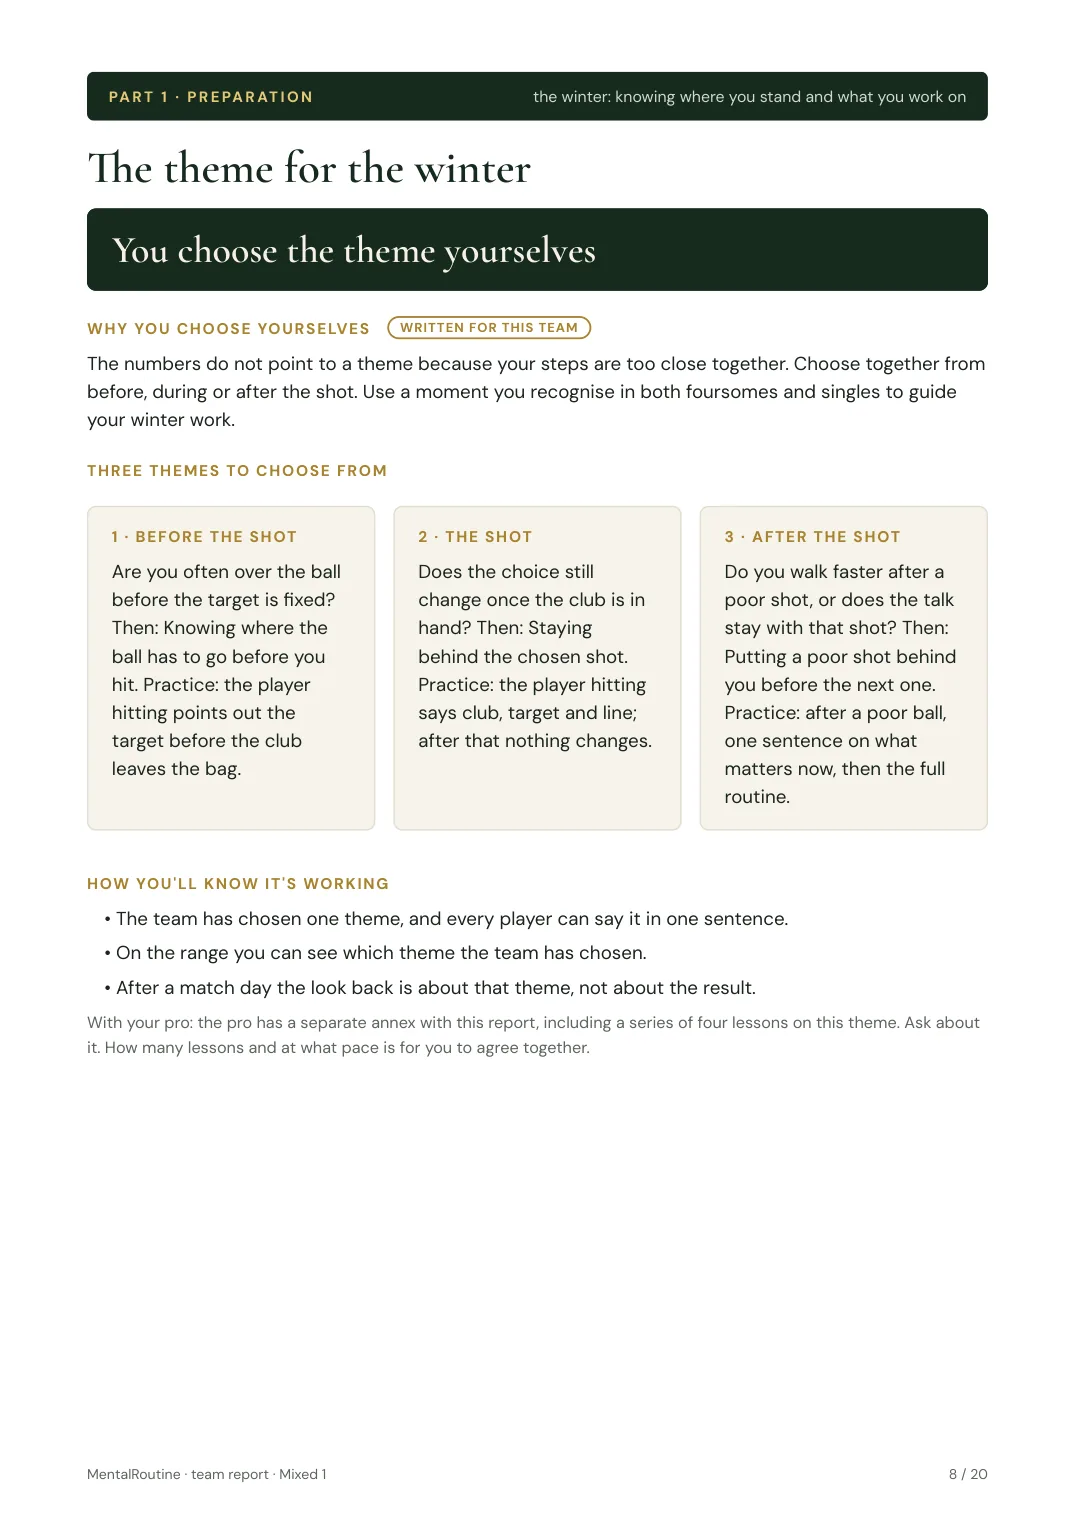 PART 1 · PREPARATION
the winter: knowing where you stand and what you work on
The theme for the winter
You choose the theme yourselves
WHY YOU CHOOSE YOURSELVES
WRITTEN FOR THIS TEAM
The numbers do not point to a theme because your steps are too close together. Choose together from
before, during or after the shot. Use a moment you recognise in both foursomes and singles to guide
your winter work.
THREE THEMES TO CHOOSE FROM
1 · BEFORE THE SHOT
Are you often over the ball
before the target is fixed?
Then: Knowing where the
ball has to go before you
hit. Practice: the player
hitting points out the
target before the club
leaves the bag.
2 · THE SHOT
Does the choice still
change once the club is in
hand? Then: Staying
behind the chosen shot.
Practice: the player hitting
says club, target and line;
after that nothing changes.
3 · AFTER THE SHOT
Do you walk faster after a
poor shot, or does the talk
stay with that shot? Then:
Putting a poor shot behind
you before the next one.
Practice: after a poor ball,
one sentence on what
matters now, then the full
routine.
HOW YOU'LL KNOW IT'S WORKING
• The team has chosen one theme, and every player can say it in one sentence.
• On the range you can see which theme the team has chosen.
• After a match day the look back is about that theme, not about the result.
With your pro: the pro has a separate annex with this report, including a series of four lessons on this theme. Ask about
it. How many lessons and at what pace is for you to agree together.
MentalRoutine · team report · Mixed 1
8 / 20